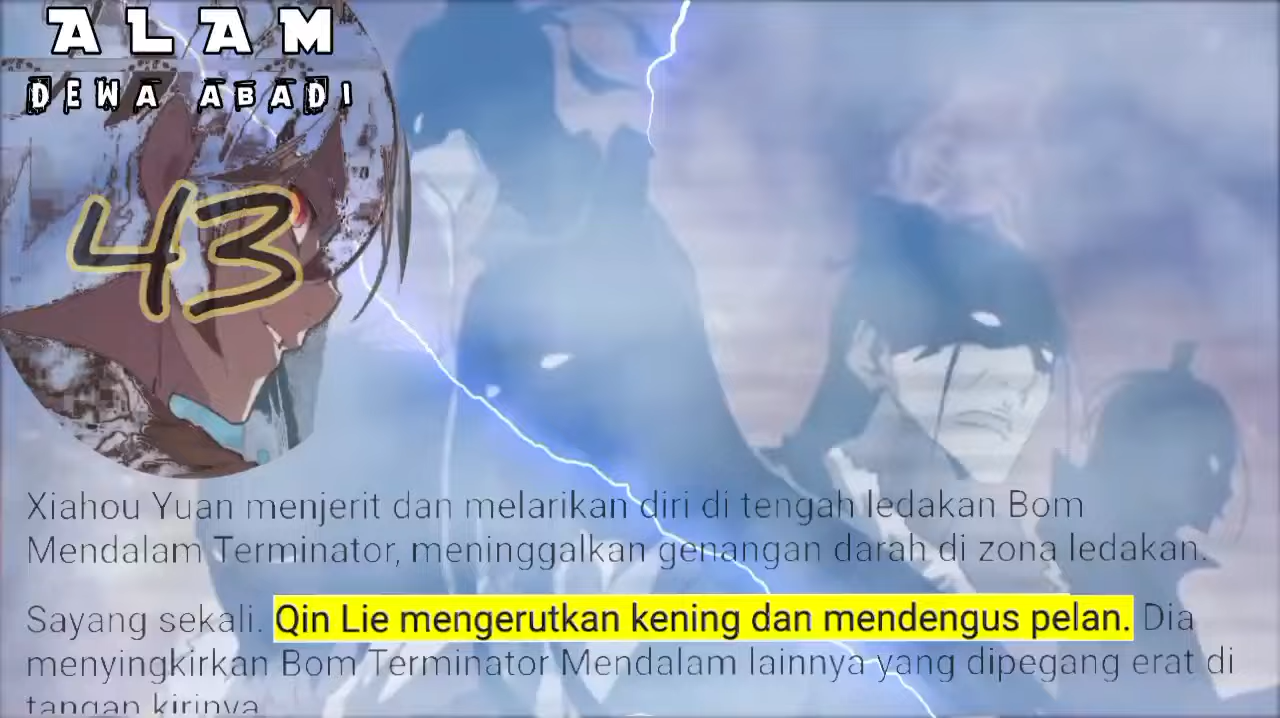 ALAM
DEWA ABADI
43
Xiahou Yuan menjerit dan melarikan diri di tengah ledakan Bom
Mendalam Terminator, meninggalkan genangan darah di zona ledakan.
Sayang sekali. Qin Lie mengerutkan kening dan mendengus pelan. Dia
menyingkirkan Bom Terminator Mendalam lainnya yang dipegang erat di
tangan kirinya